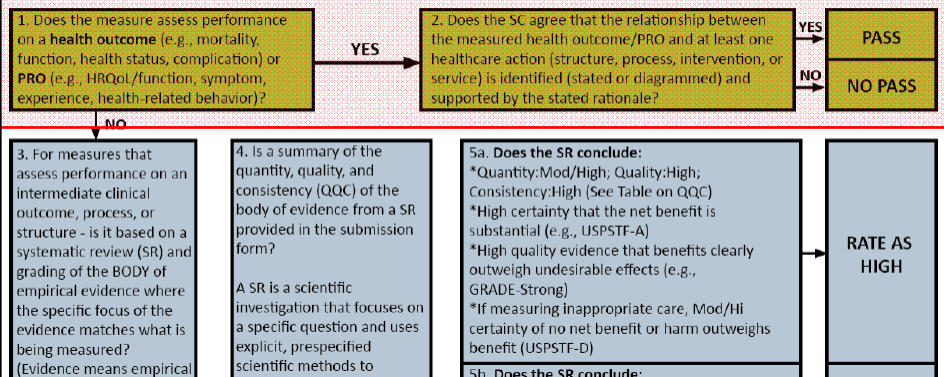 1. Does the measure assess performance
on a health outcome (e.g., mortality,
function, health status, complication) or
PRO (e.g., HRQoL/function, symptom,
experience, health-related behavior)?
YES
2. Does the SC agree that the relationship between
the measured health outcome/PRO and at least one
healthcare action (structure, process, intervention, or
service) is identified (stated or diagrammed) and
supported by the stated rationale?
YES
PASS
NO
NO PASS
NO
3. For measures that
assess performance on an
intermediate clinical
outcome, process, or
structure - is it based on a
systematic review (SR) and
grading of the BODY of
empirical evidence where
the specific focus of the
evidence matches what is
being measured?
(Evidence means empirical
4. Is a summary of the
quantity, quality, and
consistency (QQC) of the
body of evidence from a SR
provided in the submission
form?
A SR is a scientific
investigation that focuses on
a specific question and uses
explicit, prespecified
scientific methods to
5a. Does the SR conclude:
*Quantity:Mod/High; Quality:High;
Consistency:High (See Table on QQC)
*High certainty that the net benefit is
substantial (e.g., USPSTF-A)
*High quality evidence that benefits clearly
outweigh undesirable effects (e.g.,
GRADE-Strong)
*If measuring inappropriate care, Mod/Hi
certainty of no net benefit or harm outweighs
benefit (USPSTF-D)
RATE AS
HIGH
5b. Does the SR conclude: